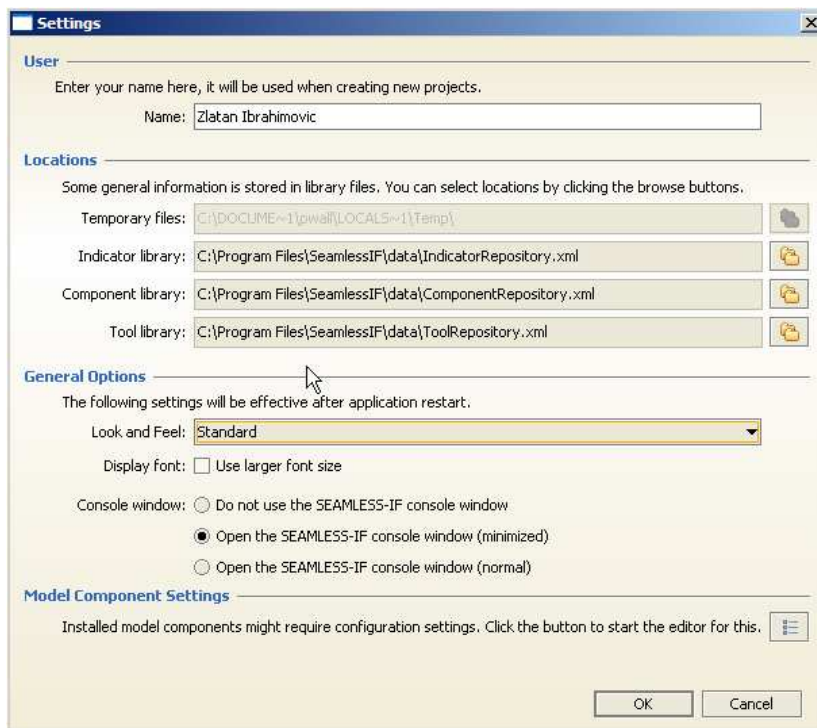 Settings
User
Enter your name here, it will be used when creating new projects.
Name: Zlatan Ibrahimovic
Locations
Some general information is stored in library files. You can select locations by clicking the browse buttons.
Temporary files: C:\DOCUME~1\pwall\LOCALS~1\Temp\
Indicator library: C:\Program Files\SeamlessIF\data\IndicatorRepository.xml
Component library: C:\Program Files\SeamlessIF\data\ComponentRepository.xml
Tool library: C:\Program Files\SeamlessIF\data\ToolRepository.xml
General Options
The following settings will be effective after application restart.
Look and Feel: Standard
Display font: Use larger font size
Console window: Do not use the SEAMLESS-IF console window
Open the SEAMLESS-IF console window (minimized)
Open the SEAMLESS-IF console window (normal)
Model Component Settings
Installed model components might require configuration settings. Click the button to start the editor for this.
OK Cancel